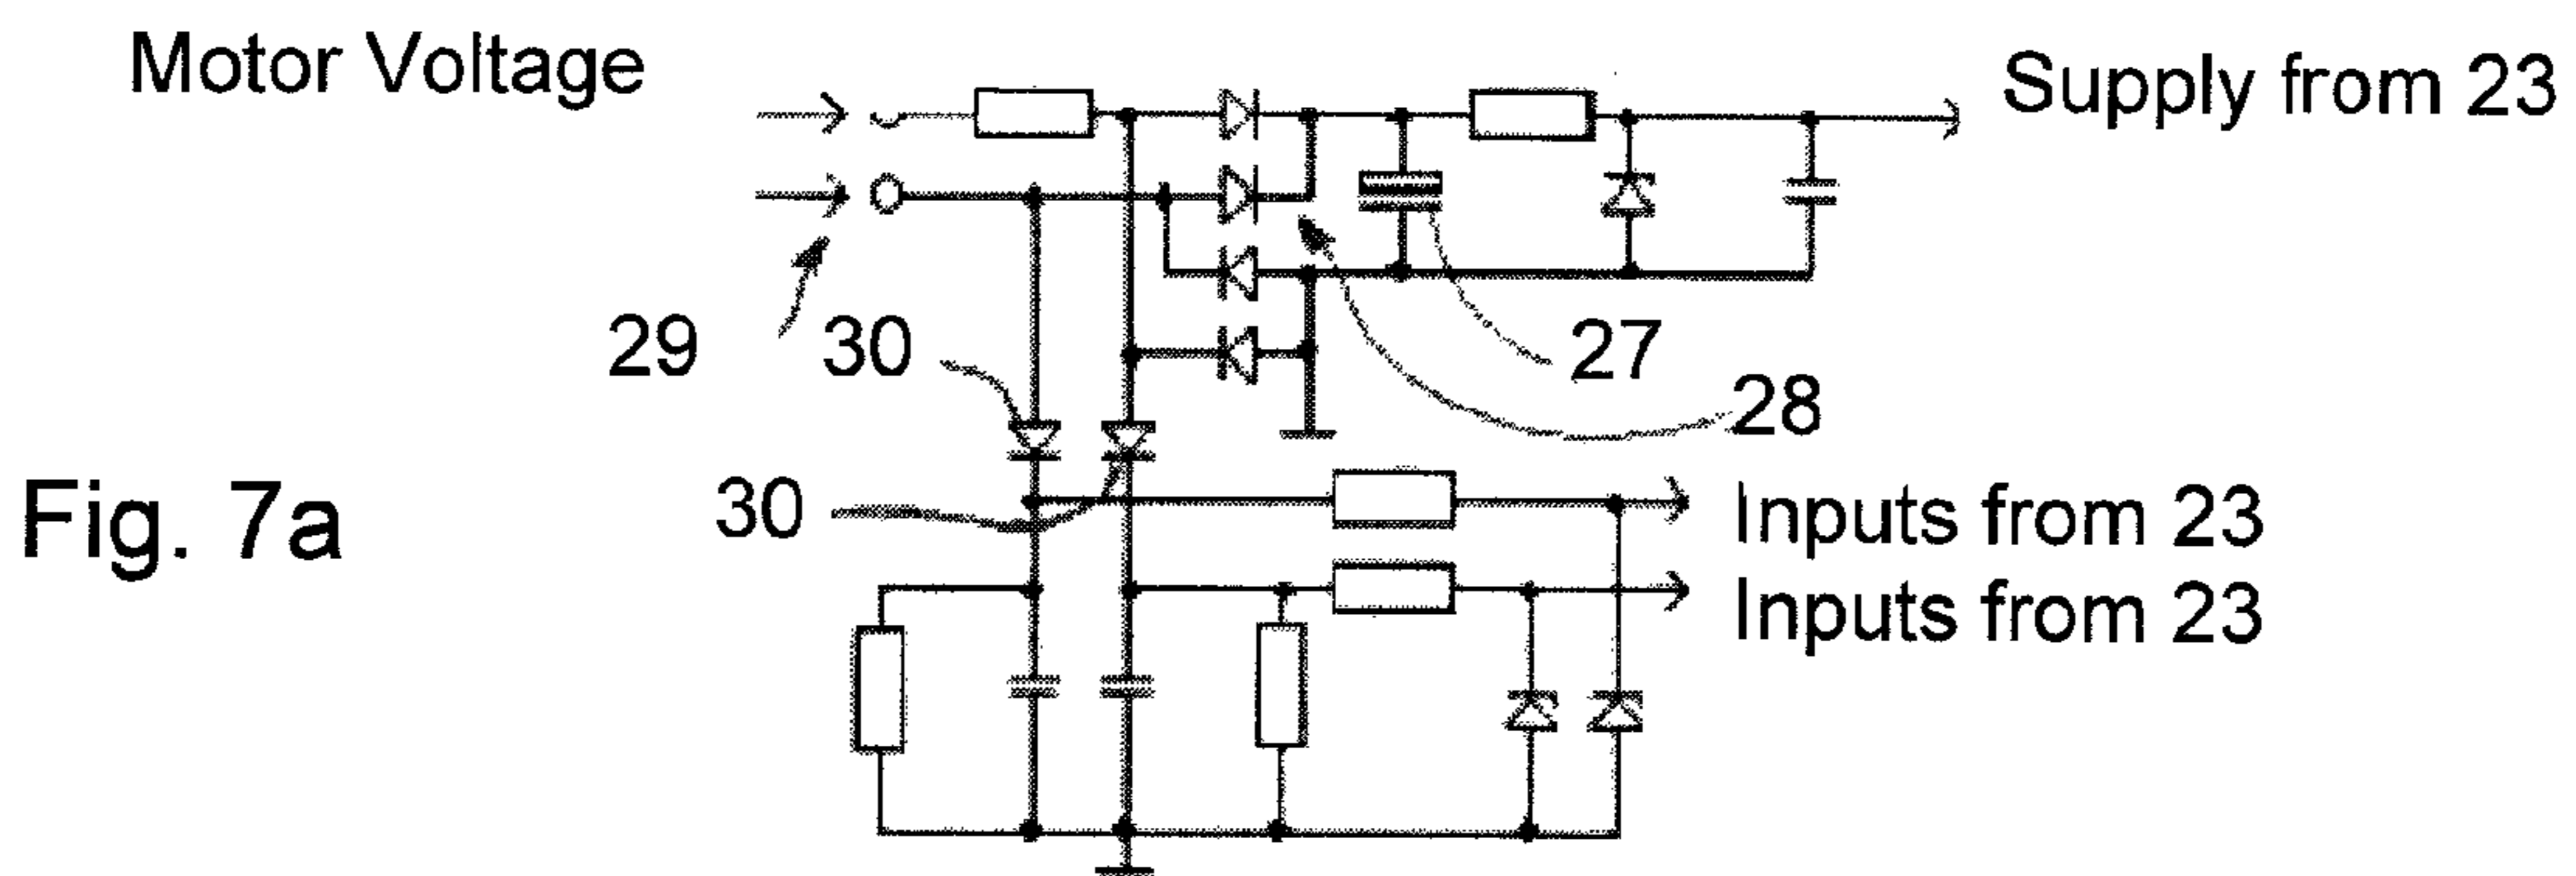 Motor Voltage
Supply from 23
29
30
27
28
30
Fig. 7a
Inputs from 23
Inputs from 23